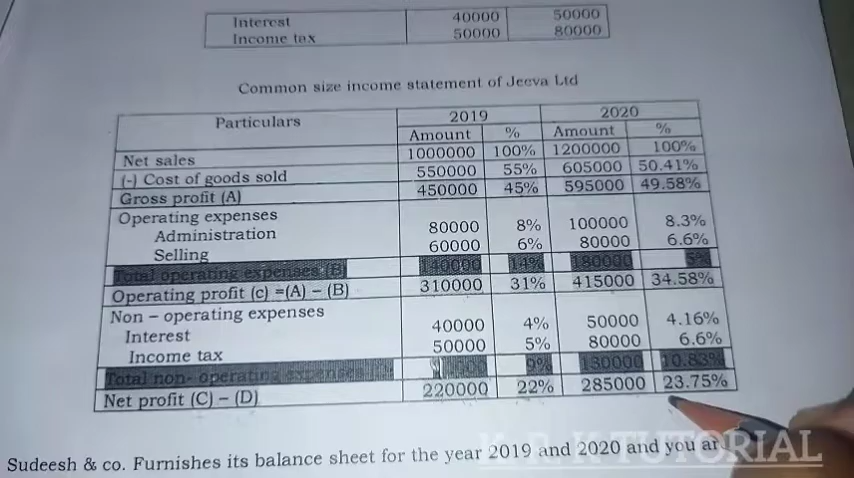 Interest 40000 50000
Income tax 50000 80000
Common size income statement of Jeeva Ltd
Particulars 2019 2020
Amount % Amount %
Net sales 1000000 100% 1200000 100%
(-) Cost of goods sold 550000 55% 605000 50.41%
Gross profit (A) 450000 45% 595000 49.58%
Operating expenses
Administration 80000 8% 100000 8.3%
Selling 60000 6% 80000 6.6%
Total operating expenses (B) 140000 14% 180000
Operating profit (c) =(A) – (B) 310000 31% 415000 34.58%
Non – operating expenses
Interest 40000 4% 50000 4.16%
Income tax 50000 5% 80000 6.6%
Total non- operating expenses 9% 130000 10.83%
Net profit (C) – (D) 220000 22% 285000 23.75%
Sudeesh & co. Furnishes its balance sheet for the year 2019 and 2020 and you ar
K TUTORIAL